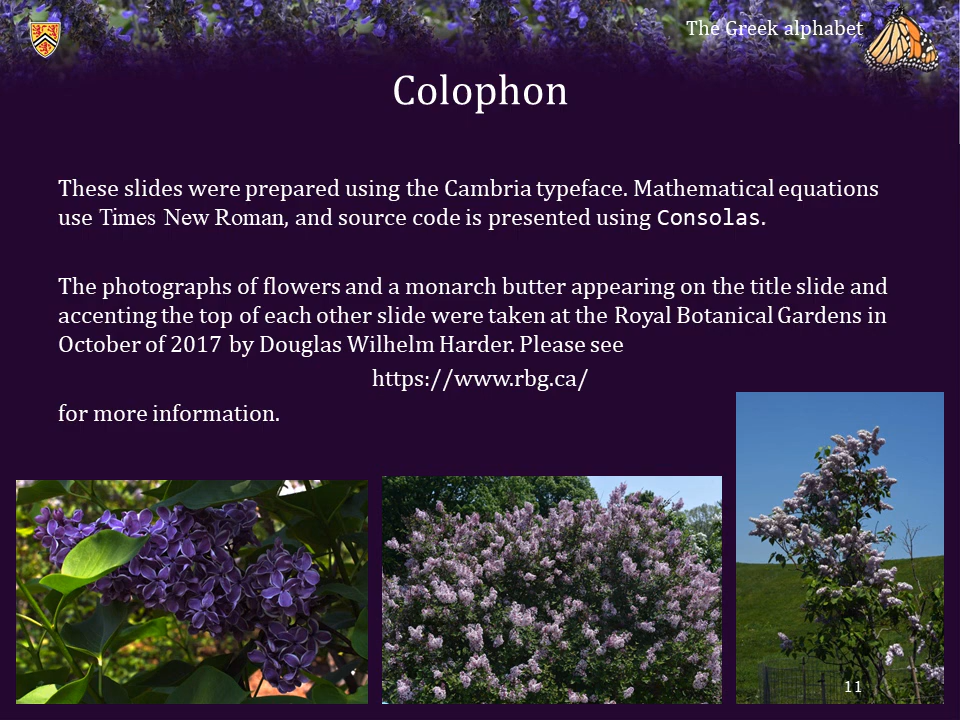 The Greek alphabet
Colophon
These slides were prepared using the Cambria typeface. Mathematical equations
use Times New Roman, and source code is presented using Consolas.
The photographs of flowers and a monarch butter appearing on the title slide and
accenting the top of each other slide were taken at the Royal Botanical Gardens in
October of 2017 by Douglas Wilhelm Harder. Please see
https://www.rbg.ca/
for more information.
11